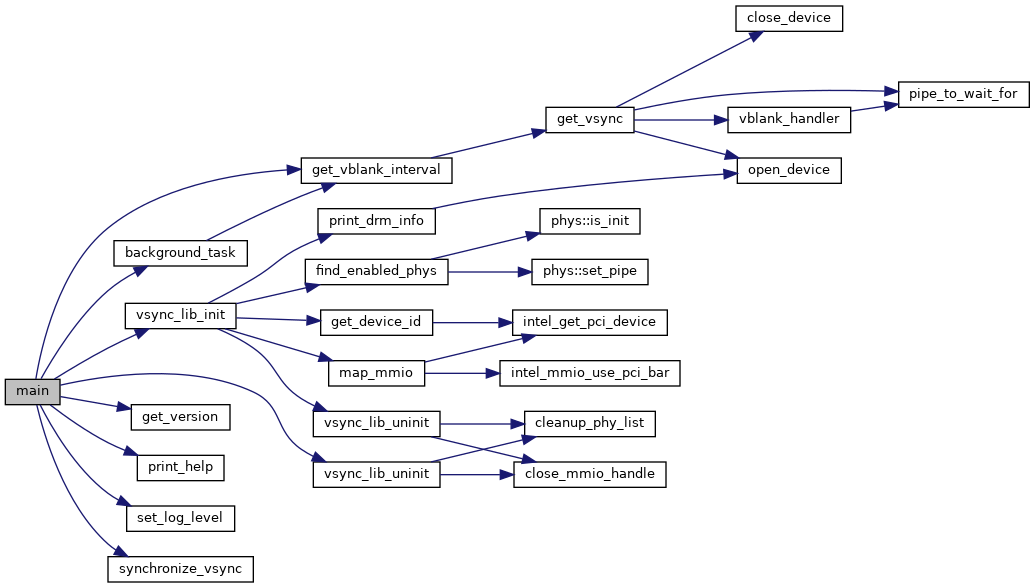 close_device
pipe_to_wait_for
get_vsync
vblank_handler
get_vblank_interval
open_device
print_drm_info
phys::is_init
background_task
find_enabled_phys
phys::set_pipe
vsync_lib_init
get_device_id
intel_get_pci_device
map_mmio
intel_mmio_use_pci_bar
main
get_version
vsync_lib_uninit
cleanup_phy_list
print_help
vsync_lib_uninit
close_mmio_handle
set_log_level
synchronize_vsync